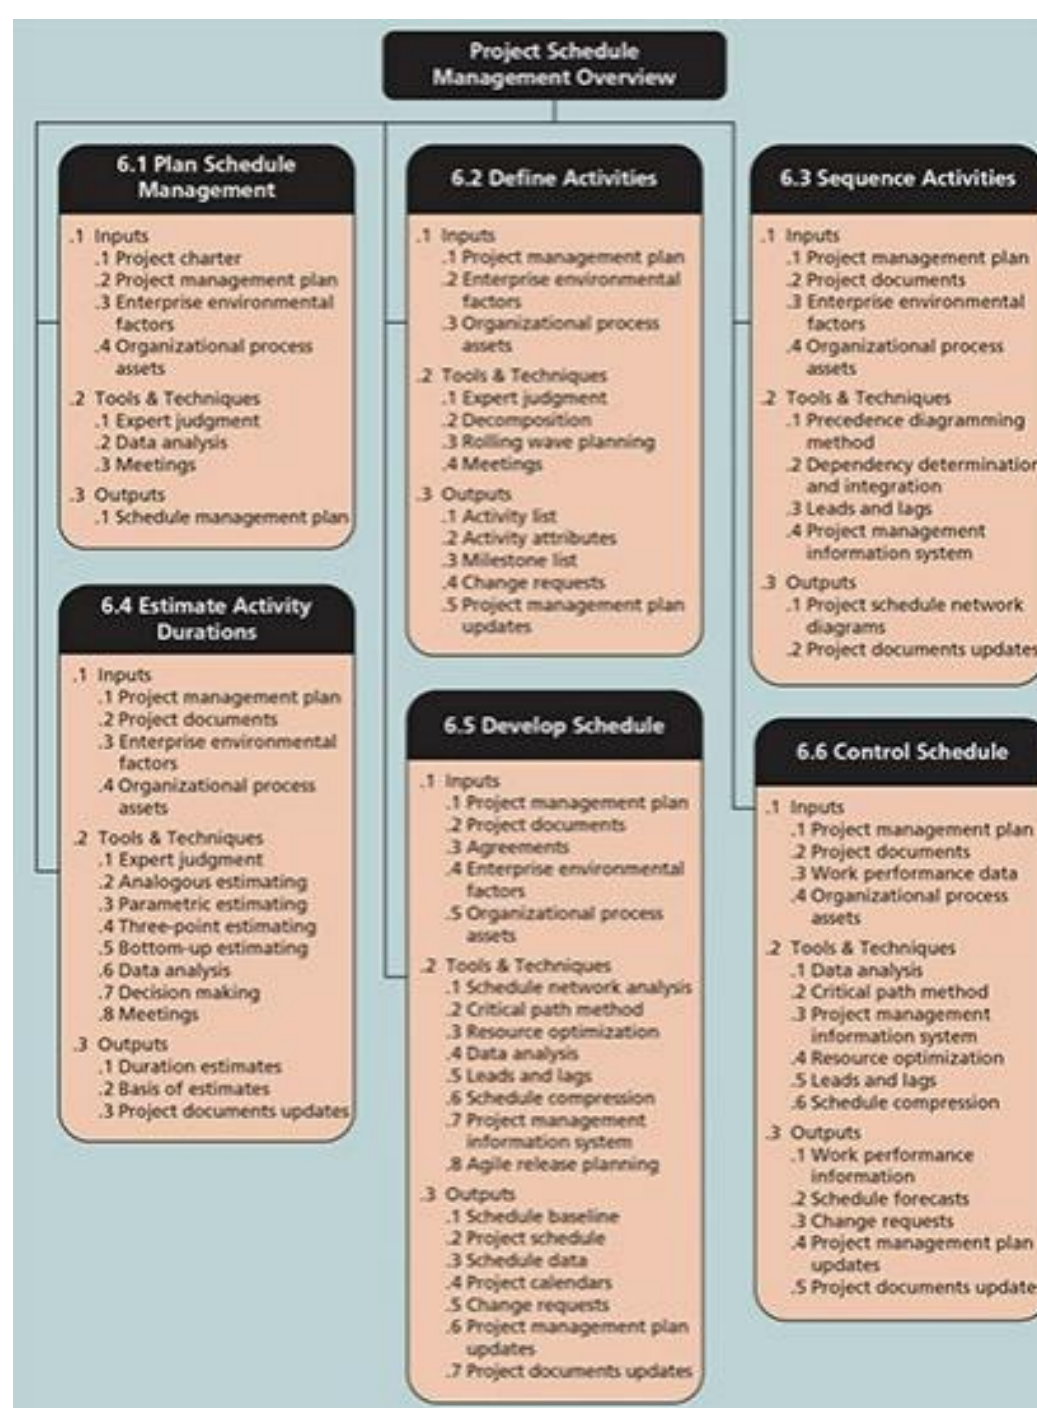 Project Schedule
Management Overview
6.1 Plan Schedule
Management
.1 Inputs
.1 Project charter
.2 Project management plan
.3 Enterprise environmental
factors
.4 Organizational process
assets
.2 Tools & Techniques
.1 Expert judgment
.2 Data analysis
.3 Meetings
.3 Outputs
.1 Schedule management plan
6.2 Define Activities
.1 Inputs
.1 Project management plan
.2 Enterprise environmental
factors
.3 Organizational process
assets
.2 Tools & Techniques
.1 Expert judgment
.2 Decomposition
.3 Rolling wave planning
.4 Meetings
.3 Outputs
.1 Activity list
.2 Activity attributes
.3 Milestone list
.4 Change requests
.5 Project management plan
updates
6.3 Sequence Activities
.1 Inputs
.1 Project management plan
.2 Project documents
.3 Enterprise environmental
factors
.4 Organizational process
assets
.2 Tools & Techniques
.1 Precedence diagramming
method
.2 Dependency determination
and integration
.3 Leads and lags
.4 Project management
information system
.3 Outputs
.1 Project schedule network
diagrams
.2 Project documents updates
6.4 Estimate Activity
Durations
.1 Inputs
.1 Project management plan
.2 Project documents
.3 Enterprise environmental
factors
.4 Organizational process
assets
.2 Tools & Techniques
.1 Expert judgment
.2 Analogous estimating
.3 Parametric estimating
.4 Three-point estimating
.5 Bottom-up estimating
.6 Data analysis
.7 Decision making
.8 Meetings
.3 Outputs
.1 Duration estimates
.2 Basis of estimates
.3 Project documents updates
6.5 Develop Schedule
.1 Inputs
.1 Project management plan
.2 Project documents
.3 Agreements
.4 Enterprise environmental
factors
.5 Organizational process
assets
.2 Tools & Techniques
.1 Schedule network analysis
.2 Critical path method
.3 Resource optimization
.4 Data analysis
.5 Leads and lags
.6 Schedule compression
.7 Project management
information system
.8 Agile release planning
.3 Outputs
.1 Schedule baseline
.2 Project schedule
.3 Schedule data
.4 Project calendars
.5 Change requests
.6 Project management plan
updates
.7 Project documents updates
6.6 Control Schedule
.1 Inputs
.1 Project management plan
.2 Project documents
.3 Work performance data
.4 Organizational process
assets
.2 Tools & Techniques
.1 Data analysis
.2 Critical path method
.3 Project management
information system
.4 Resource optimization
.5 Leads and lags
.6 Schedule compression
.3 Outputs
.1 Work performance
information
.2 Schedule forecasts
.3 Change requests
.4 Project management plan
updates
.5 Project documents update